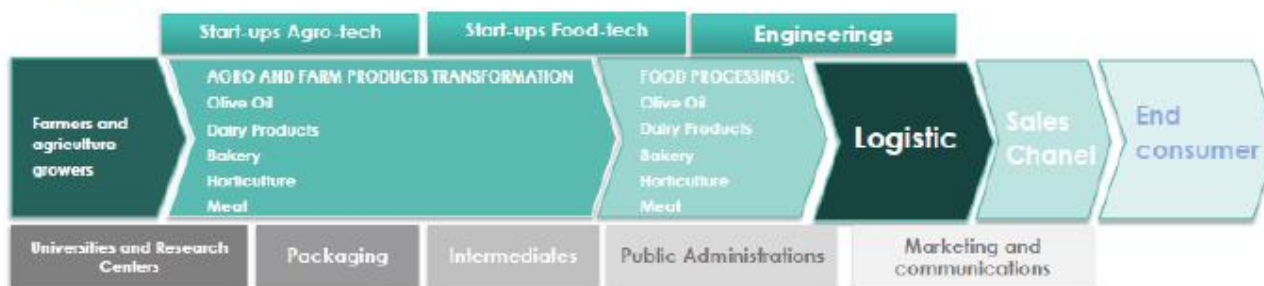 Start-ups Agro-tech
Start-ups Food-tech
Engineerings
Farmers and
agriculture
growers
AGRO AND FARM PRODUCTS TRANSFORMATION
Olive Oil
Dairy Products
Bakery
Horticulture
Meat
FOOD PROCESSING:
Olive Oil
Dairy Products
Bakery
Horticulture
Meat
Logistic
Sales
Chanel
End
consumer
Universities and Research
Centers
Packaging
Intermediates
Public Administrations
Marketing and
communications